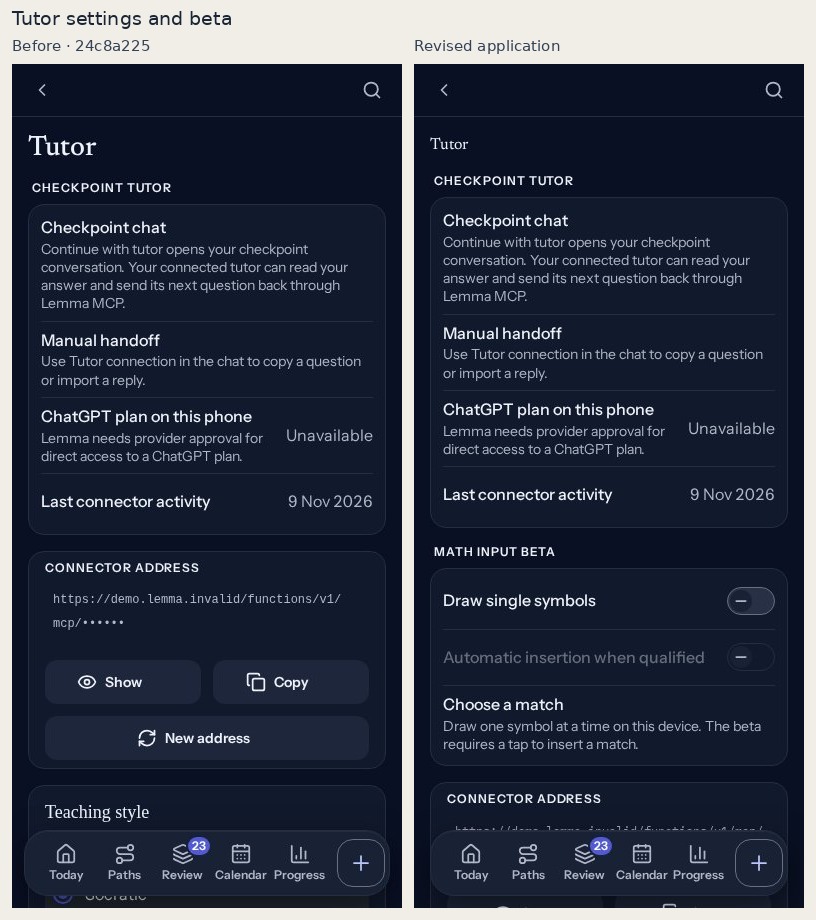 Tutor settings and beta
Before · 24c8a225
Tutor
CHECKPOINT TUTOR
Checkpoint chat
Continue with tutor opens your checkpoint
conversation. Your connected tutor can read your
answer and send its next question back through
Lemma MCP.
Manual handoff
Use Tutor connection in the chat to copy a question
or import a reply.
ChatGPT plan on this phone
Lemma needs provider approval for
direct access to a ChatGPT plan.
Unavailable
Last connector activity
9 Nov 2026
CONNECTOR ADDRESS
https://demo.lemma.invalid/functions/v1/
mcp/••••••
Show
Copy
New address
Teaching style
Socratic
Today
Paths
23
Review
Calendar
Progress
Revised application
Tutor
CHECKPOINT TUTOR
Checkpoint chat
Continue with tutor opens your checkpoint
conversation. Your connected tutor can read your
answer and send its next question back through
Lemma MCP.
Manual handoff
Use Tutor connection in the chat to copy a question
or import a reply.
ChatGPT plan on this phone
Lemma needs provider approval for
direct access to a ChatGPT plan.
Unavailable
Last connector activity
9 Nov 2026
MATH INPUT BETA
Draw single symbols
Automatic insertion when qualified
Choose a match
Draw one symbol at a time on this device. The beta
requires a tap to insert a match.
CONNECTOR ADDRESS
https://demo.lemma.invalid/functions/v1/mcp/
Today
Paths
23
Review
Calendar
Progress